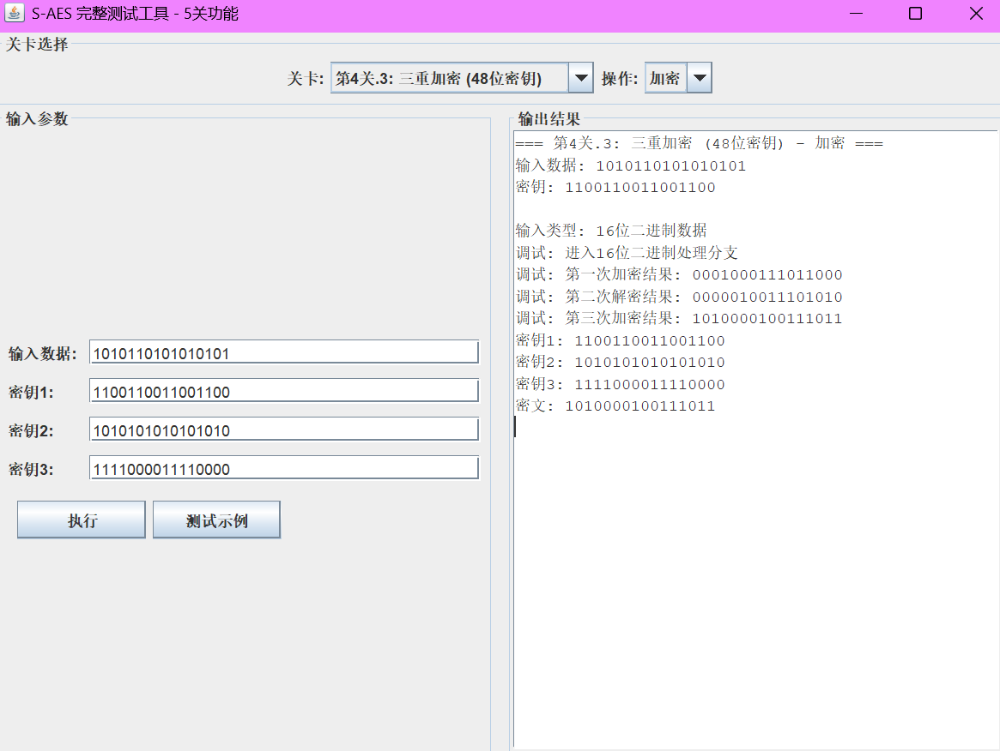 S-AES 完整测试工具 - 5关功能
关卡选择
关卡: 第4关.3: 三重加密 (48位密钥) 操作: 加密
输入参数
输入数据: 1010110101010101
密钥1: 1100110011001100
密钥2: 1010101010101010
密钥3: 1111000011110000
执行 测试示例
输出结果
=== 第4关.3: 三重加密 (48位密钥) - 加密 ===
输入数据: 1010110101010101
密钥: 1100110011001100
输入类型: 16位二进制数据
调试: 进入16位二进制处理分支
调试: 第一次加密结果: 0001000111011000
调试: 第二次解密结果: 0000010011101010
调试: 第三次加密结果: 1010000100111011
密钥1: 1100110011001100
密钥2: 1010101010101010
密钥3: 1111000011110000
密文: 1010000100111011